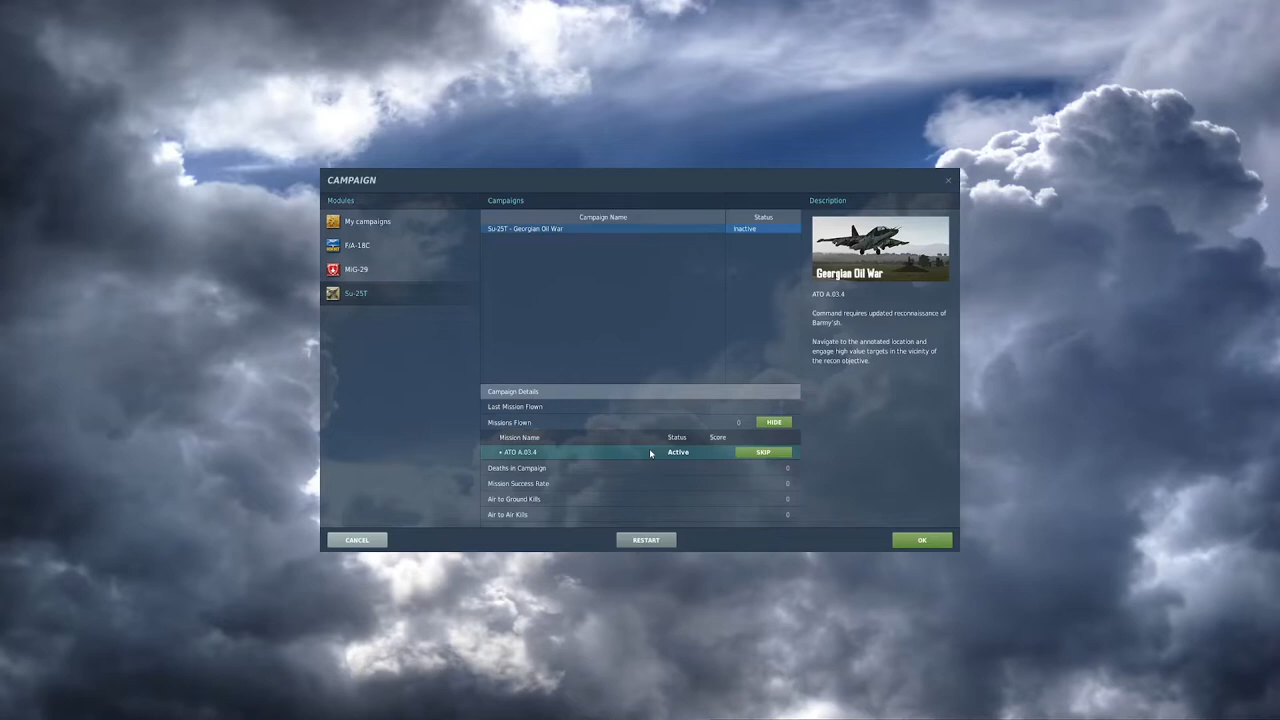 CAMPAIGN
Modules
Campaigns
Description
My campaigns
F/A-18C
MiG-29
Su-25T
Campaign Name Status
Su-25T - Georgian Oil War Inactive
Georgian Oil War
ATO A.03.4
Command requires updated reconnaissance of
Barmy'sh.
Navigate to the annotated location and
engage high value targets in the vicinity of
the recon objective.
Campaign Details
Last Mission Flown
Missions Flown 0 HIDE
Mission Name Status Score
• ATO A.03.4 Active SKIP
Deaths in Campaign 0
Mission Success Rate 0
Air to Ground Kills 0
Air to Air Kills 0
CANCEL
RESTART
OK